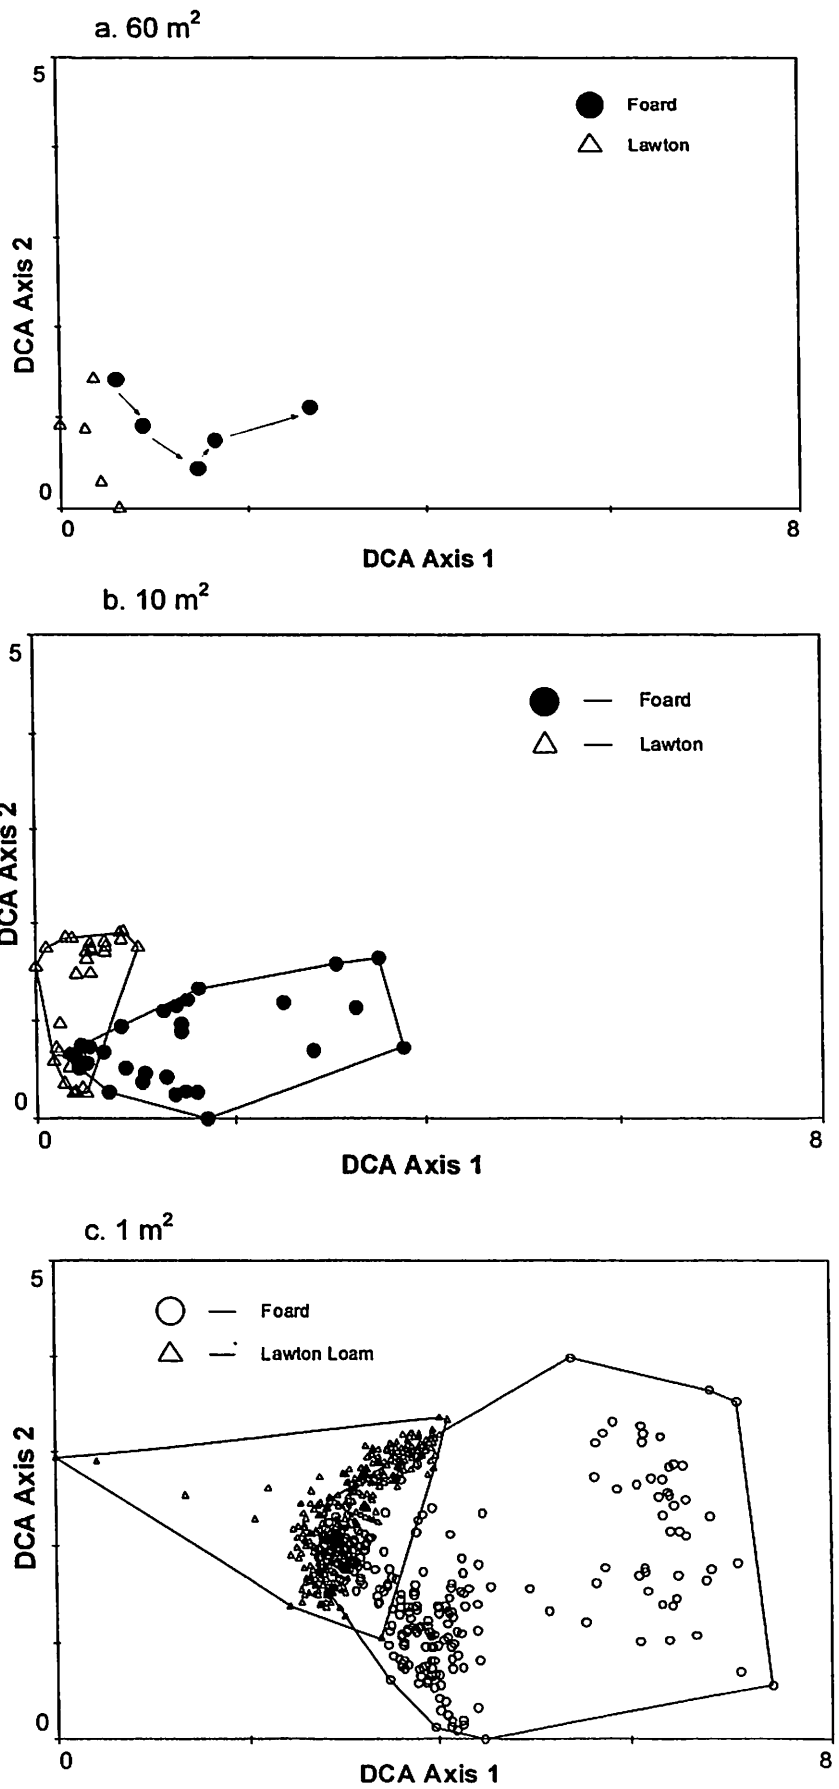 a. 60 m²
5
Foard
Lawton
DCA Axis 2
0
0
8
DCA Axis 1
b. 10 m²
5
Foard
Lawton
DCA Axis 2
0
0
8
DCA Axis 1
c. 1 m²
5
Foard
Lawton Loam
DCA Axis 2
0
0
8
DCA Axis 1